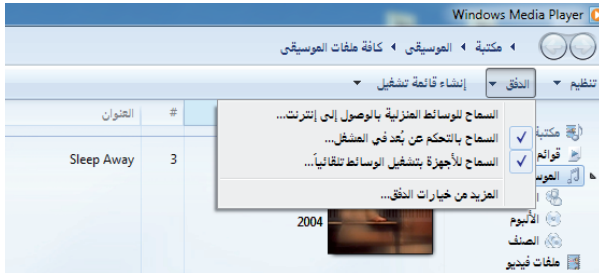 Windows Media Player
مكتبة ‹ الموسيقى ‹ كافة ملفات الموسيقى
تنظيم الدفق إنشاء قائمة تشغيل
السماح للوسائط المنزلية بالوصول إلى إنترنت...
السماح بالتحكم عن بُعد في المشغل...
السماح للأجهزة بتشغيل الوسائط تلقائياً...
المزيد من خيارات الدفق...
# العنوان
3 Sleep Away
2004
مكتبة
قوائم
الألبوم
الصنف
ملفات فيديو